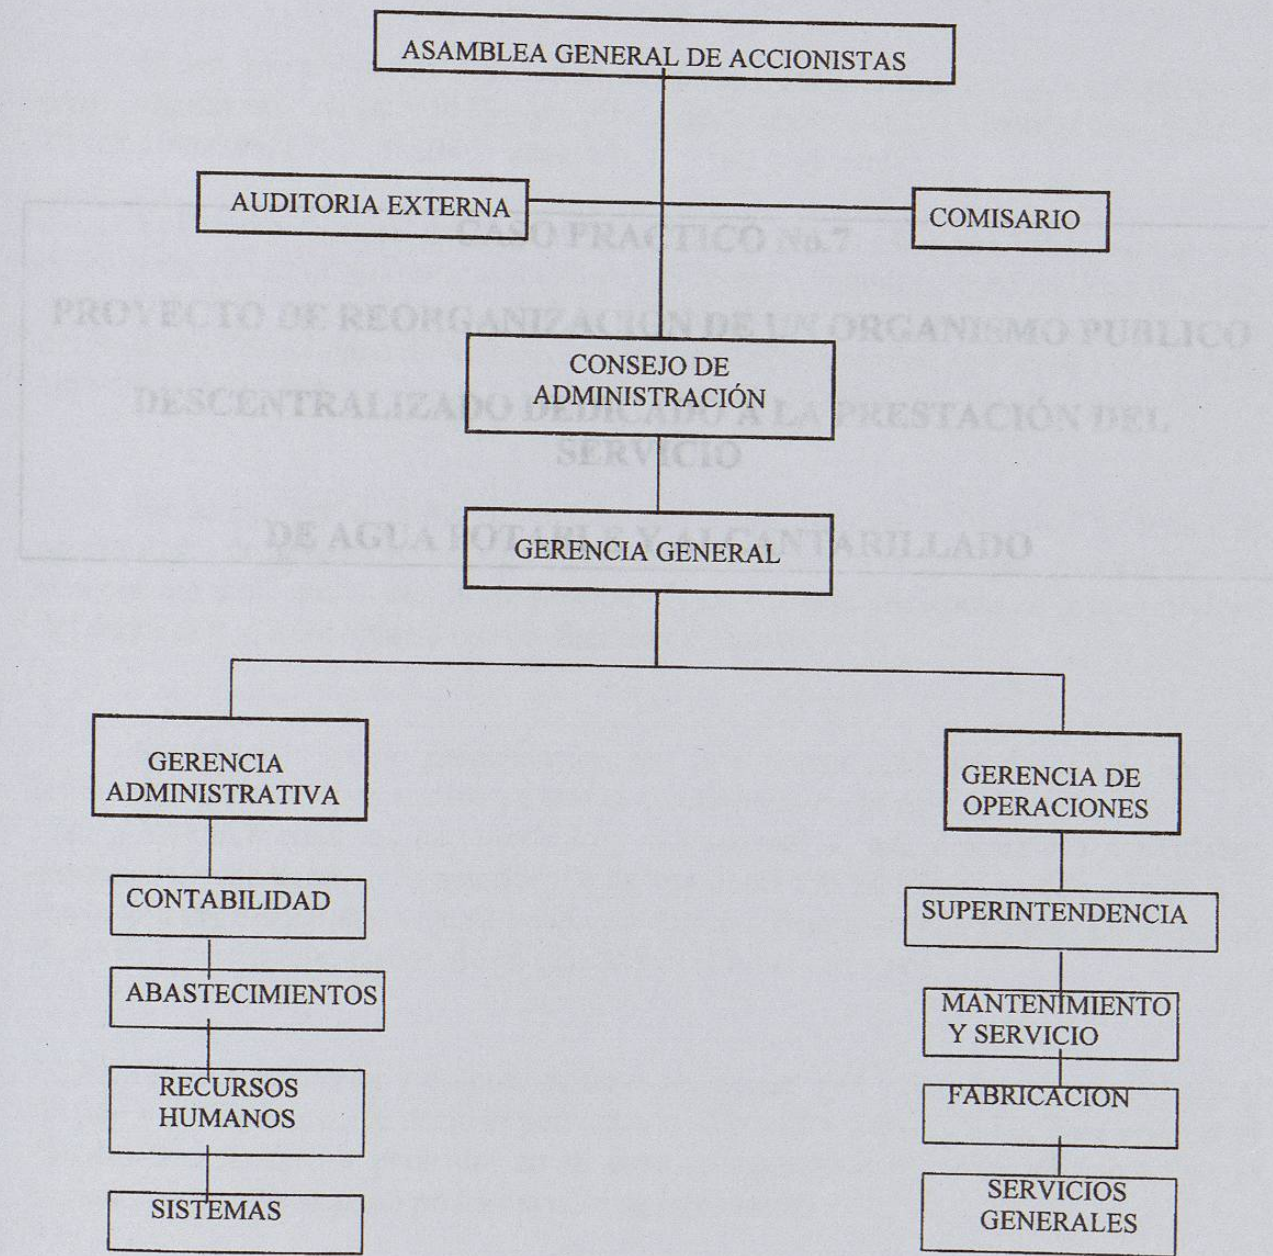 ASAMBLEA GENERAL DE ACCIONISTAS
AUDITORIA EXTERNA
COMISARIO
CASO PRACTICO No.7
PROYECTO DE REORGANIZACION DE UN ORGANISMO PUBLICO
CONSEJO DE
ADMINISTRACIÓN
DESCENTRALIZADO DEDICADO A LA PRESTACIÓN DEL
SERVICIO
DE AGUA POTABLE Y ALCANTARILLADO
GERENCIA GENERAL
GERENCIA
ADMINISTRATIVA
GERENCIA DE
OPERACIONES
CONTABILIDAD
SUPERINTENDENCIA
ABASTECIMIENTOS
MANTENIMIENTO
Y SERVICIO
RECURSOS
HUMANOS
FABRICACION
SISTEMAS
SERVICIOS
GENERALES